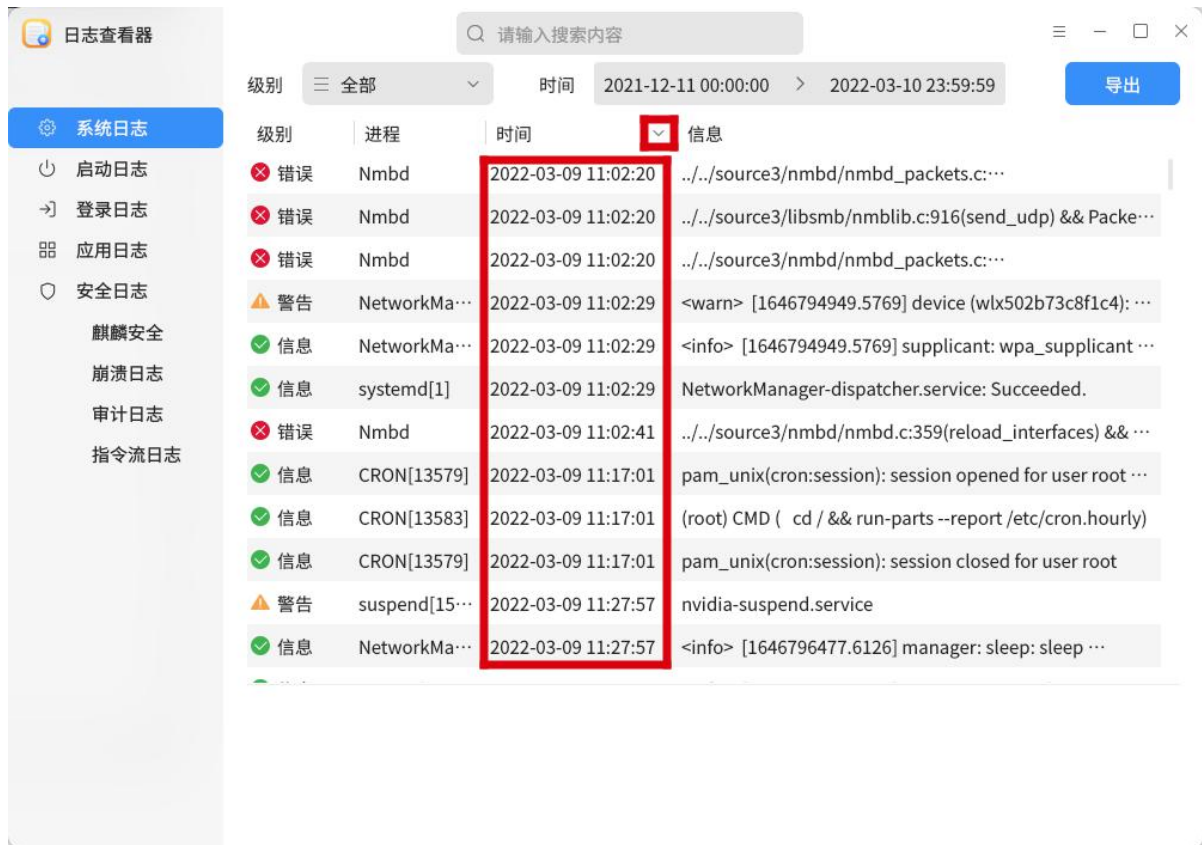 日志查看器
请输入搜索内容
级别 全部 时间 2021-12-11 00:00:00 > 2022-03-10 23:59:59 导出
系统日志
启动日志
登录日志
应用日志
安全日志
麒麟安全
崩溃日志
审计日志
指令流日志
级别 进程 时间 信息
错误 Nmbd 2022-03-09 11:02:20 ../../source3/nmbd/nmbd_packets.c:⋯
错误 Nmbd 2022-03-09 11:02:20 ../../source3/libsmb/nmblib.c:916(send_udp) && Packe⋯
错误 Nmbd 2022-03-09 11:02:20 ../../source3/nmbd/nmbd_packets.c:⋯
警告 NetworkMa⋯ 2022-03-09 11:02:29 <warn> [1646794949.5769] device (wlx502b73c8f1c4): ⋯
信息 NetworkMa⋯ 2022-03-09 11:02:29 <info> [1646794949.5769] supplicant: wpa_supplicant ⋯
信息 systemd[1] 2022-03-09 11:02:29 NetworkManager-dispatcher.service: Succeeded.
错误 Nmbd 2022-03-09 11:02:41 ../../source3/nmbd/nmbd.c:359(reload_interfaces) && ⋯
信息 CRON[13579] 2022-03-09 11:17:01 pam_unix(cron:session): session opened for user root ⋯
信息 CRON[13583] 2022-03-09 11:17:01 (root) CMD ( cd / && run-parts --report /etc/cron.hourly)
信息 CRON[13579] 2022-03-09 11:17:01 pam_unix(cron:session): session closed for user root
警告 suspend[15⋯ 2022-03-09 11:27:57 nvidia-suspend.service
信息 NetworkMa⋯ 2022-03-09 11:27:57 <info> [1646796477.6126] manager: sleep: sleep ⋯